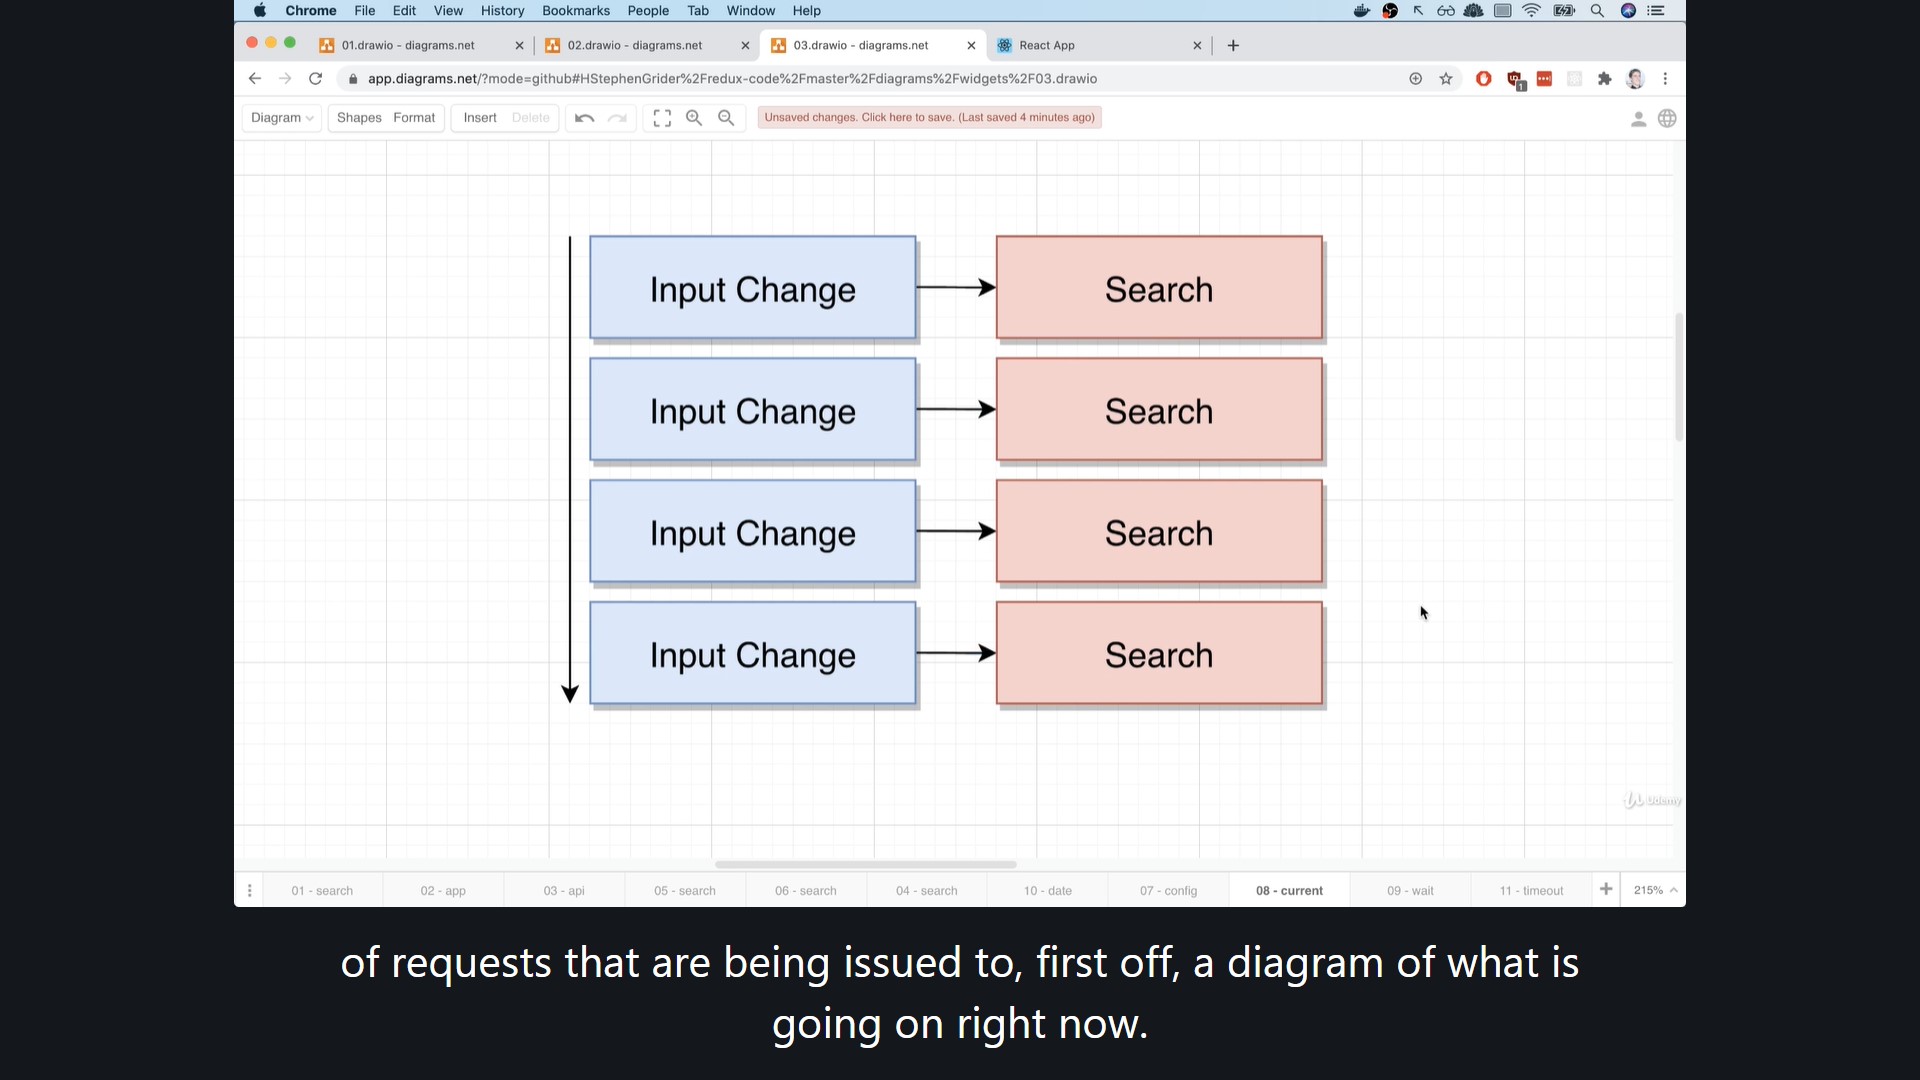 Chrome File Edit View History Bookmarks People Tab Window Help
01.drawio - diagrams.net 02.drawio - diagrams.net 03.drawio - diagrams.net React App
app.diagrams.net/?mode=github#HStephenGrider%2Fredux-code%2Fmaster%2Fdiagrams%2Fwidgets%2F03.drawio
1
Diagram Shapes Format Insert Delete Unsaved changes. Click here to save. (Last saved 4 minutes ago)
Input Change Search
Input Change Search
Input Change Search
Input Change Search
Udemy
01 - search 02 - app 03 - api 05 - search 06 - search 04 - search 10 - date 07 - config 08 - current 09 - wait 11 - timeout 215%
of requests that are being issued to, first off, a diagram of what is
going on right now.